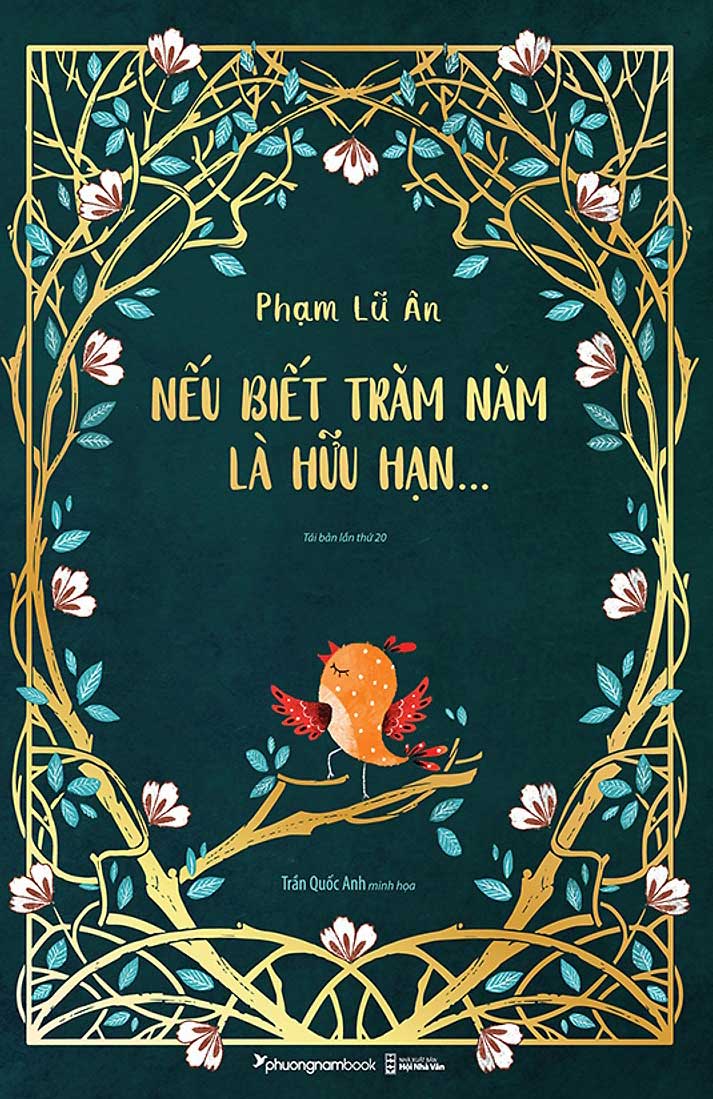 Phạm Lữ Ân
NẾU BIẾT TRĂM NĂM
LÀ HỮU HẠN...
Tái bản lần thứ 20
Trần Quốc Anh minh họa
phuongnambook
NHÀ XUẤT BẢN
Hội Nhà Văn